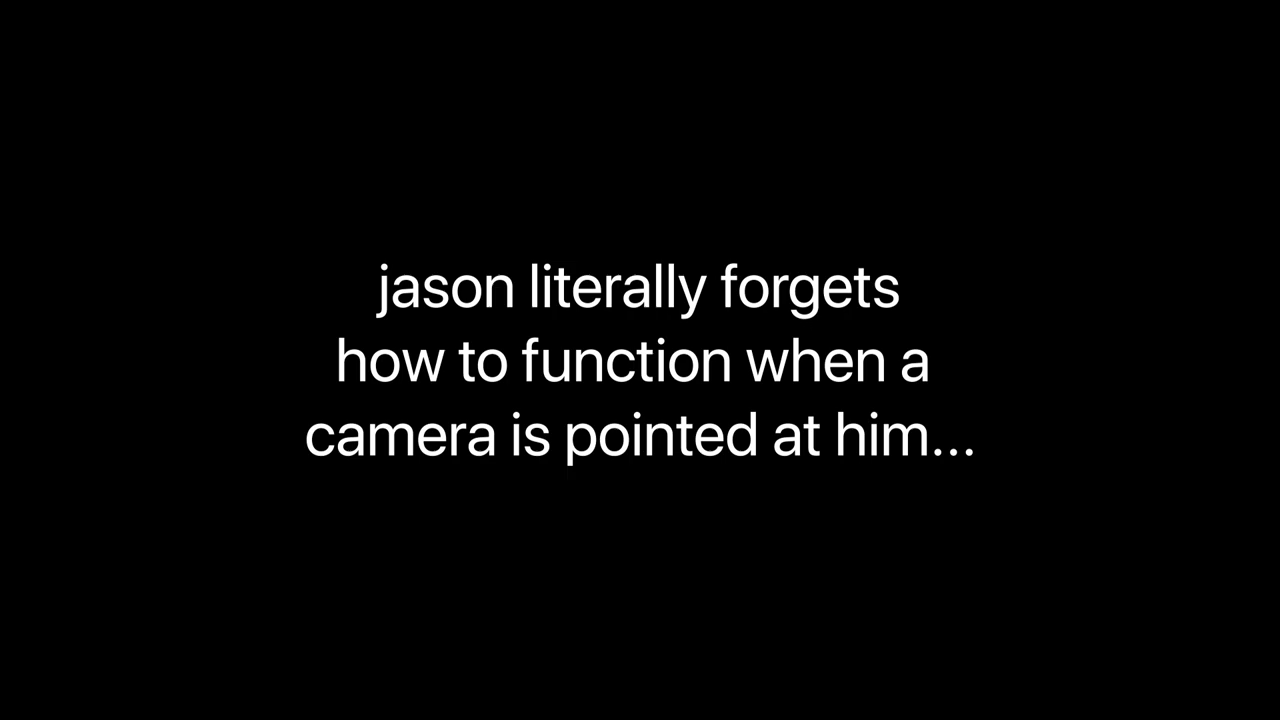 jason literally forgets
how to function when a
camera is pointed at him...